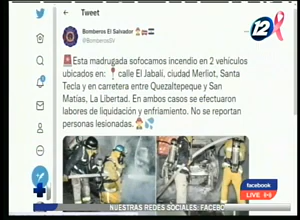 Tweet
Bomberos El Salvador
@BomberosSV
Esta madrugada sofocamos incendio en 2 vehículos
ubicados en: calle El Jabalí, ciudad Merliot, Santa
Tecla y en carretera entre Quezaltepeque y San
Matías, La Libertad. En ambos casos se efectuaron
labores de liquidación y enfriamiento. No se reportan
personas lesionadas.
12
facebook
LIVE
NUESTRAS REDES SOCIALES: FACEBO